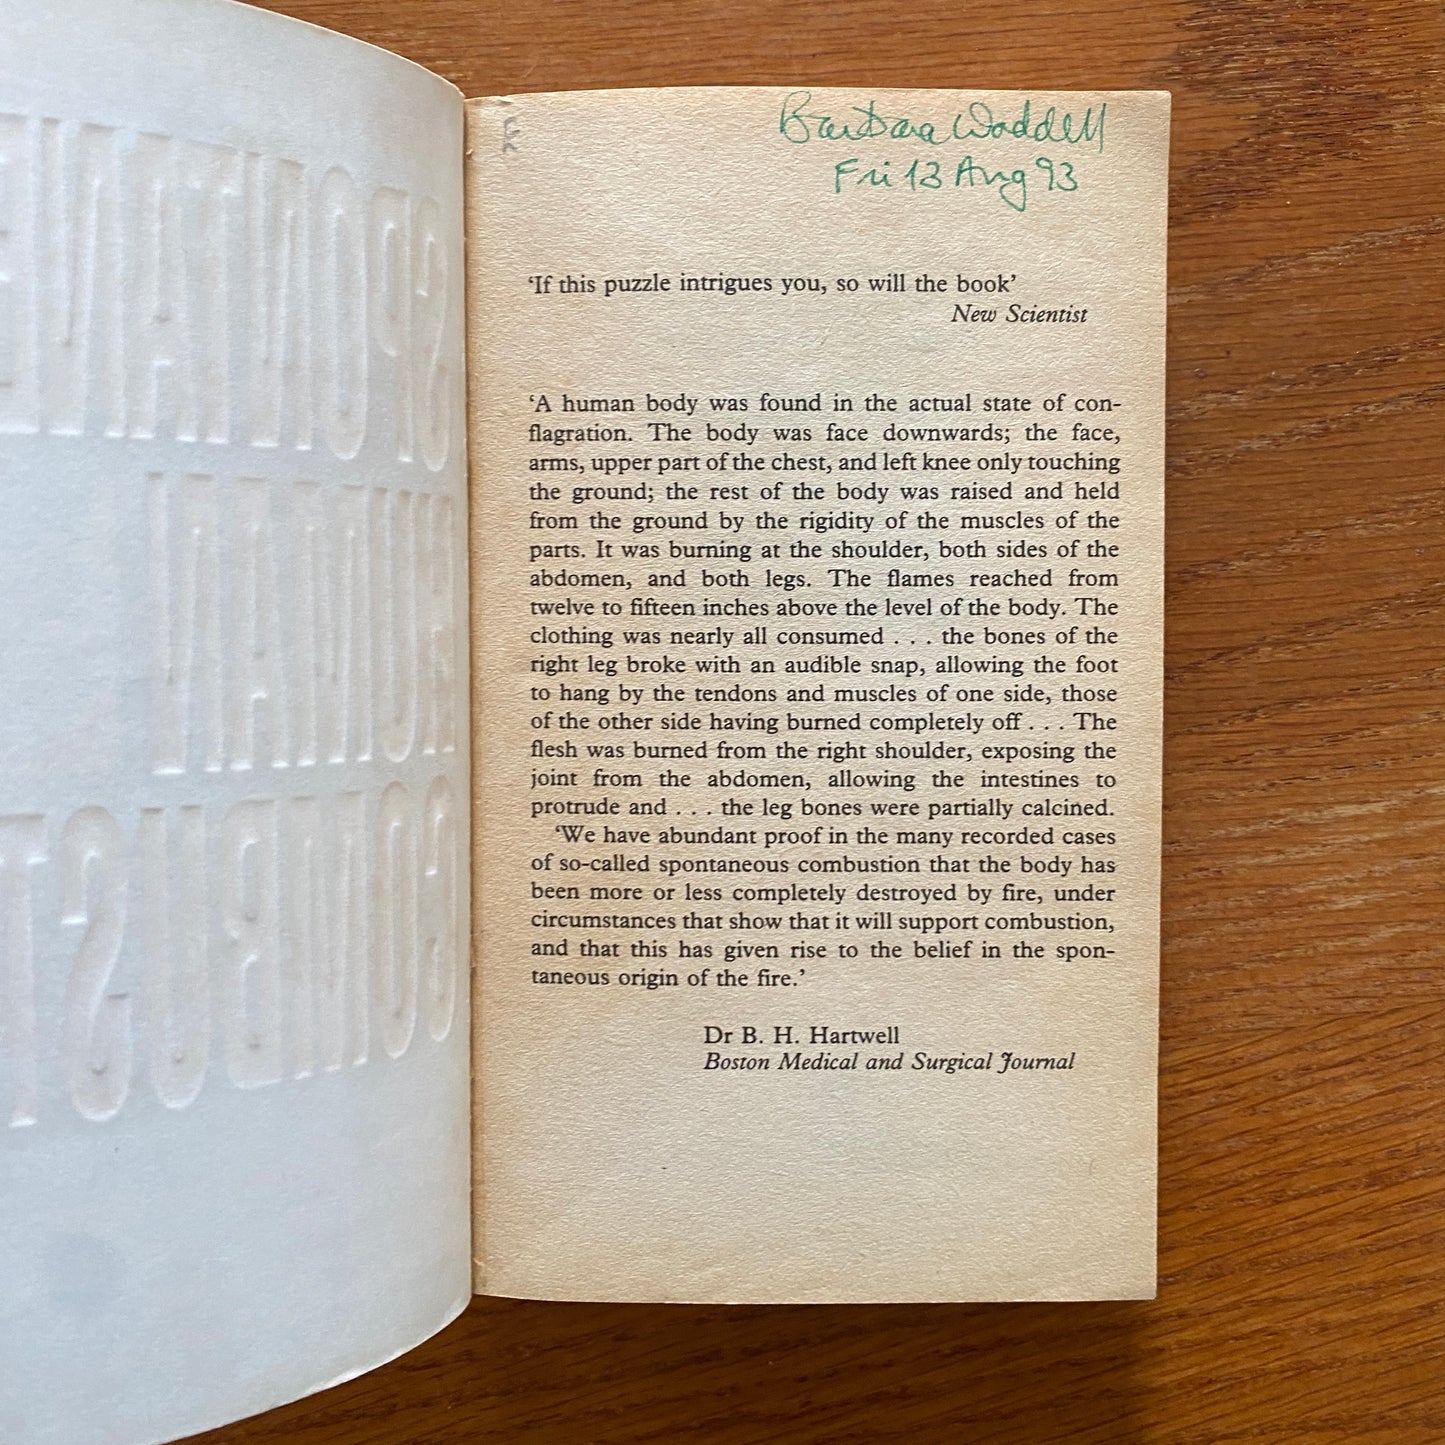 SPONTANE
HUMAN
COMBUST
Barbara Waddell
Fri 13 Aug 93
‘If this puzzle intrigues you, so will the book’
New Scientist
‘A human body was found in the actual state of con-
flagration. The body was face downwards; the face,
arms, upper part of the chest, and left knee only touching
the ground; the rest of the body was raised and held
from the ground by the rigidity of the muscles of the
parts. It was burning at the shoulder, both sides of the
abdomen, and both legs. The flames reached from
twelve to fifteen inches above the level of the body. The
clothing was nearly all consumed . . . the bones of the
right leg broke with an audible snap, allowing the foot
to hang by the tendons and muscles of one side, those
of the other side having burned completely off . . . The
flesh was burned from the right shoulder, exposing the
joint from the abdomen, allowing the intestines to
protrude and . . . the leg bones were partially calcined.
‘We have abundant proof in the many recorded cases
of so-called spontaneous combustion that the body has
been more or less completely destroyed by fire, under
circumstances that show that it will support combustion,
and that this has given rise to the belief in the spon-
taneous origin of the fire.’
Dr B. H. Hartwell
Boston Medical and Surgical Journal